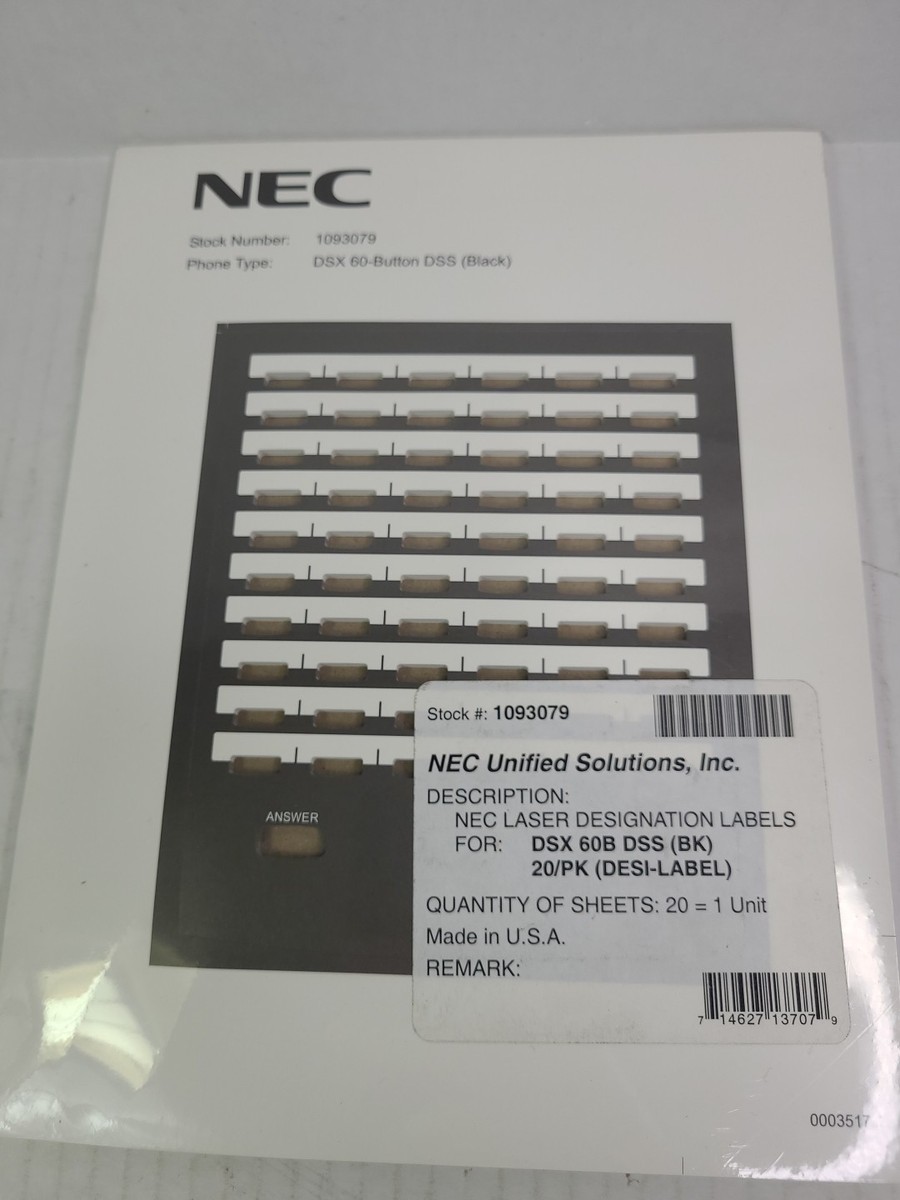 NEC
Stock Number: 1093079
Phone Type: DSX 60-Button DSS (Black)
Stock #: 1093079
NEC Unified Solutions, Inc.
DESCRIPTION:
NEC LASER DESIGNATION LABELS
FOR: DSX 60B DSS (BK)
20/PK (DESI-LABEL)
QUANTITY OF SHEETS: 20 = 1 Unit
Made in U.S.A.
REMARK:
7 14627 13707 9
ANSWER
0003517